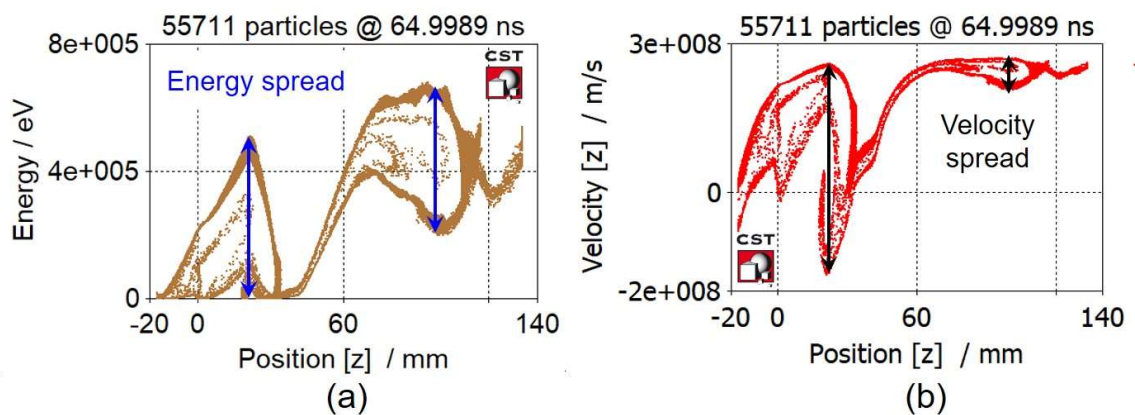 55711 particles @ 64.9989 ns
8e+005
Energy spread
CST
Energy / eV
4e+005
0
-20
0
60
140
Position [z] / mm
(a)
55711 particles @ 64.9989 ns
3e+008
Velocity [z] / m/s
Velocity
spread
0
CST
-2e+008
-20
0
60
140
Position [z] / mm
(b)